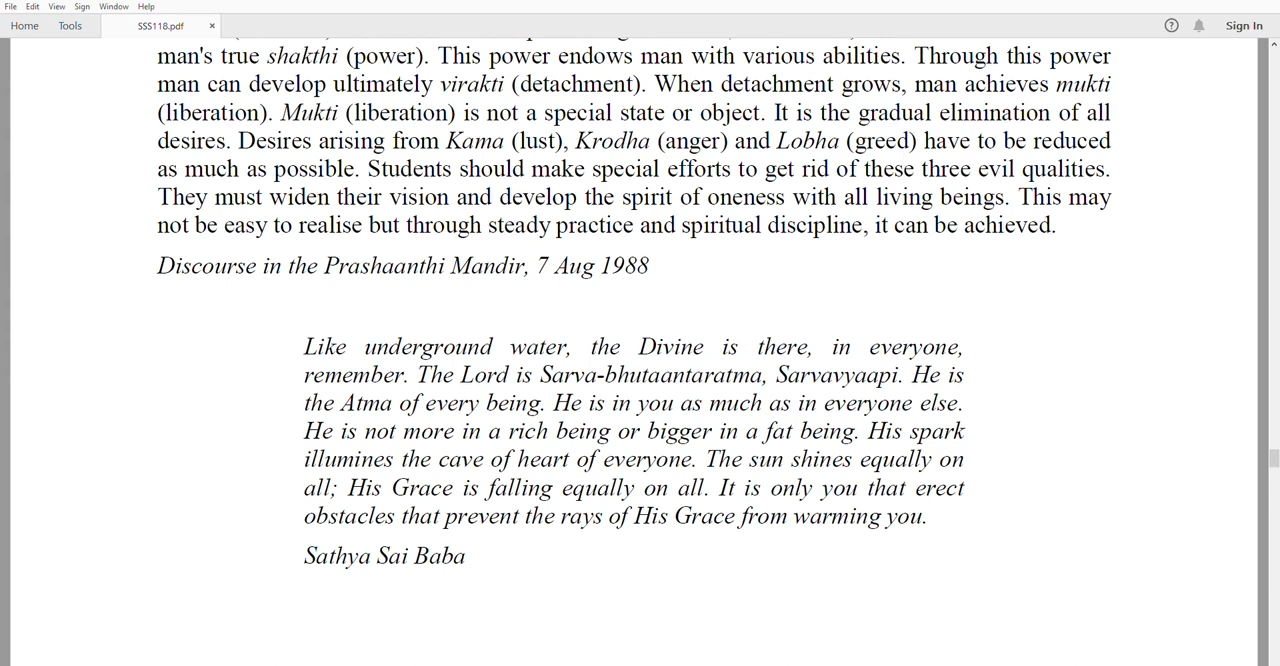 File Edit View Sign Window Help
Home Tools SSS118.pdf × Sign In
man's true shakthi (power). This power endows man with various abilities. Through this power
man can develop ultimately virakti (detachment). When detachment grows, man achieves mukti
(liberation). Mukti (liberation) is not a special state or object. It is the gradual elimination of all
desires. Desires arising from Kama (lust), Krodha (anger) and Lobha (greed) have to be reduced
as much as possible. Students should make special efforts to get rid of these three evil qualities.
They must widen their vision and develop the spirit of oneness with all living beings. This may
not be easy to realise but through steady practice and spiritual discipline, it can be achieved.
Discourse in the Prashaanthi Mandir, 7 Aug 1988
Like underground water, the Divine is there, in everyone,
remember. The Lord is Sarva-bhutaantaratma, Sarvavyaapi. He is
the Atma of every being. He is in you as much as in everyone else.
He is not more in a rich being or bigger in a fat being. His spark
illumines the cave of heart of everyone. The sun shines equally on
all; His Grace is falling equally on all. It is only you that erect
obstacles that prevent the rays of His Grace from warming you.
Sathya Sai Baba